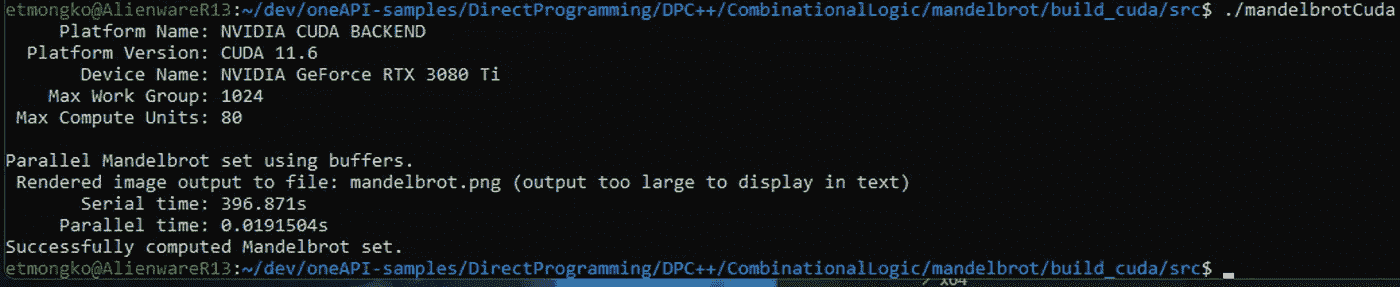 etmongko@AlienwareR13:~/dev/oneAPI-samples/DirectProgramming/DPC++/CombinationalLogic/mandelbrot/build_cuda/src$ ./mandelbrotCuda
Platform Name: NVIDIA CUDA BACKEND
Platform Version: CUDA 11.6
Device Name: NVIDIA GeForce RTX 3080 Ti
Max Work Group: 1024
Max Compute Units: 80
Parallel Mandelbrot set using buffers.
Rendered image output to file: mandelbrot.png (output too large to display in text)
Serial time: 396.871s
Parallel time: 0.0191504s
Successfully computed Mandelbrot set.
etmongko@AlienwareR13:~/dev/oneAPI-samples/DirectProgramming/DPC++/CombinationalLogic/mandelbrot/build_cuda/src$